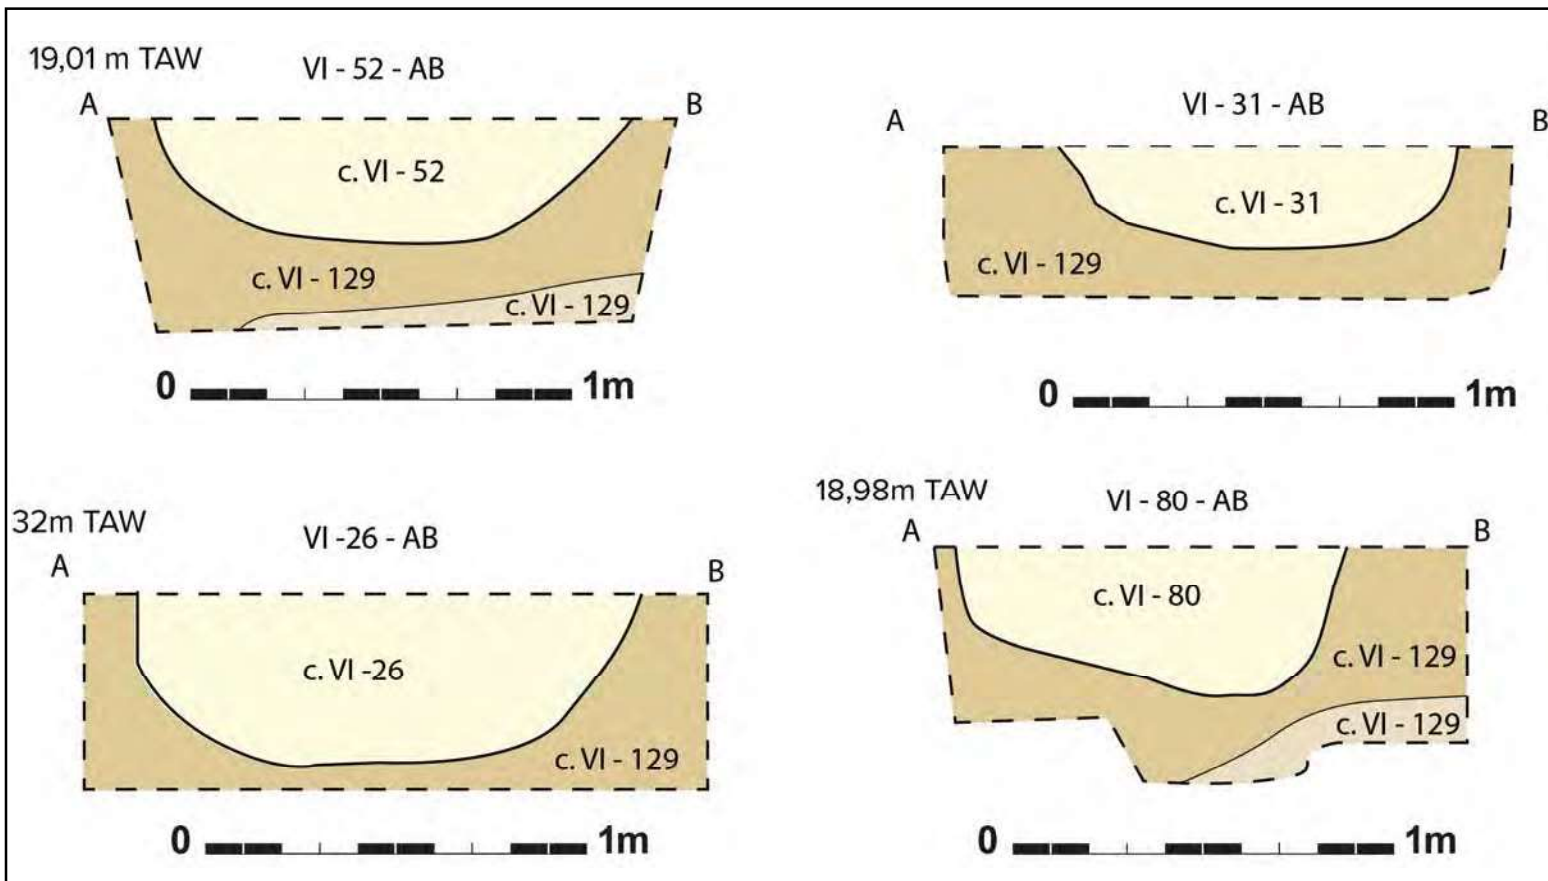 19,01 m TAW
VI - 52 - AB
A
B
c. VI - 52
c. VI - 129
c. VI - 129
0
1m
VI - 31 - AB
A
B
c. VI - 31
c. VI - 129
0
1m
32m TAW
VI -26 - AB
A
B
c. VI -26
c. VI - 129
0
1m
18,98m TAW
VI - 80 - AB
A
B
c. VI - 80
c. VI - 129
c. VI - 129
0
1m